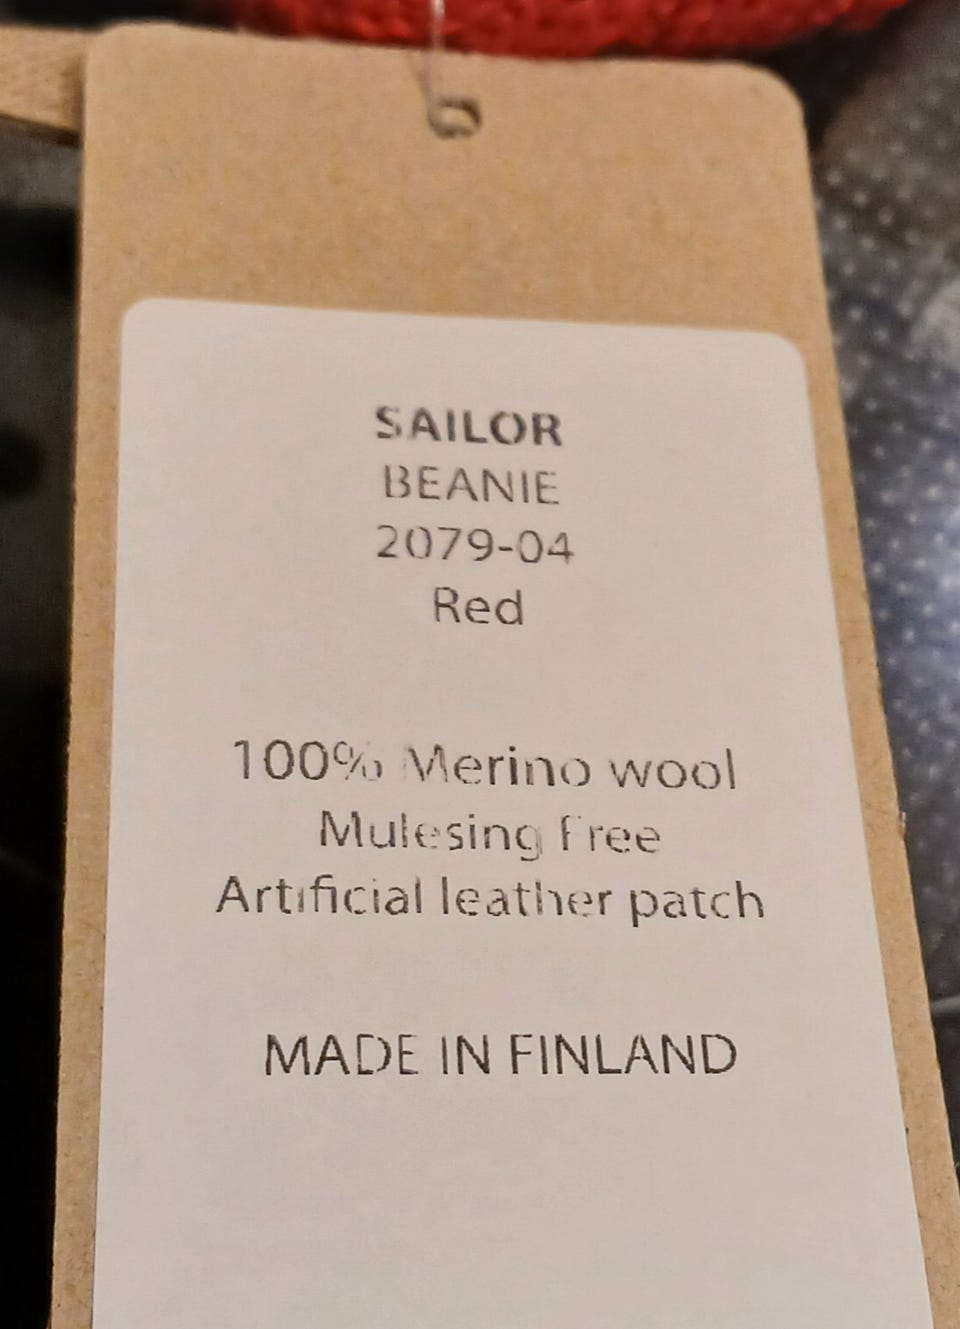 SAILOR
BEANIE
2079-04
Red
100% Merino wool
Mulesing Free
Artificial leather patch
MADE IN FINLAND